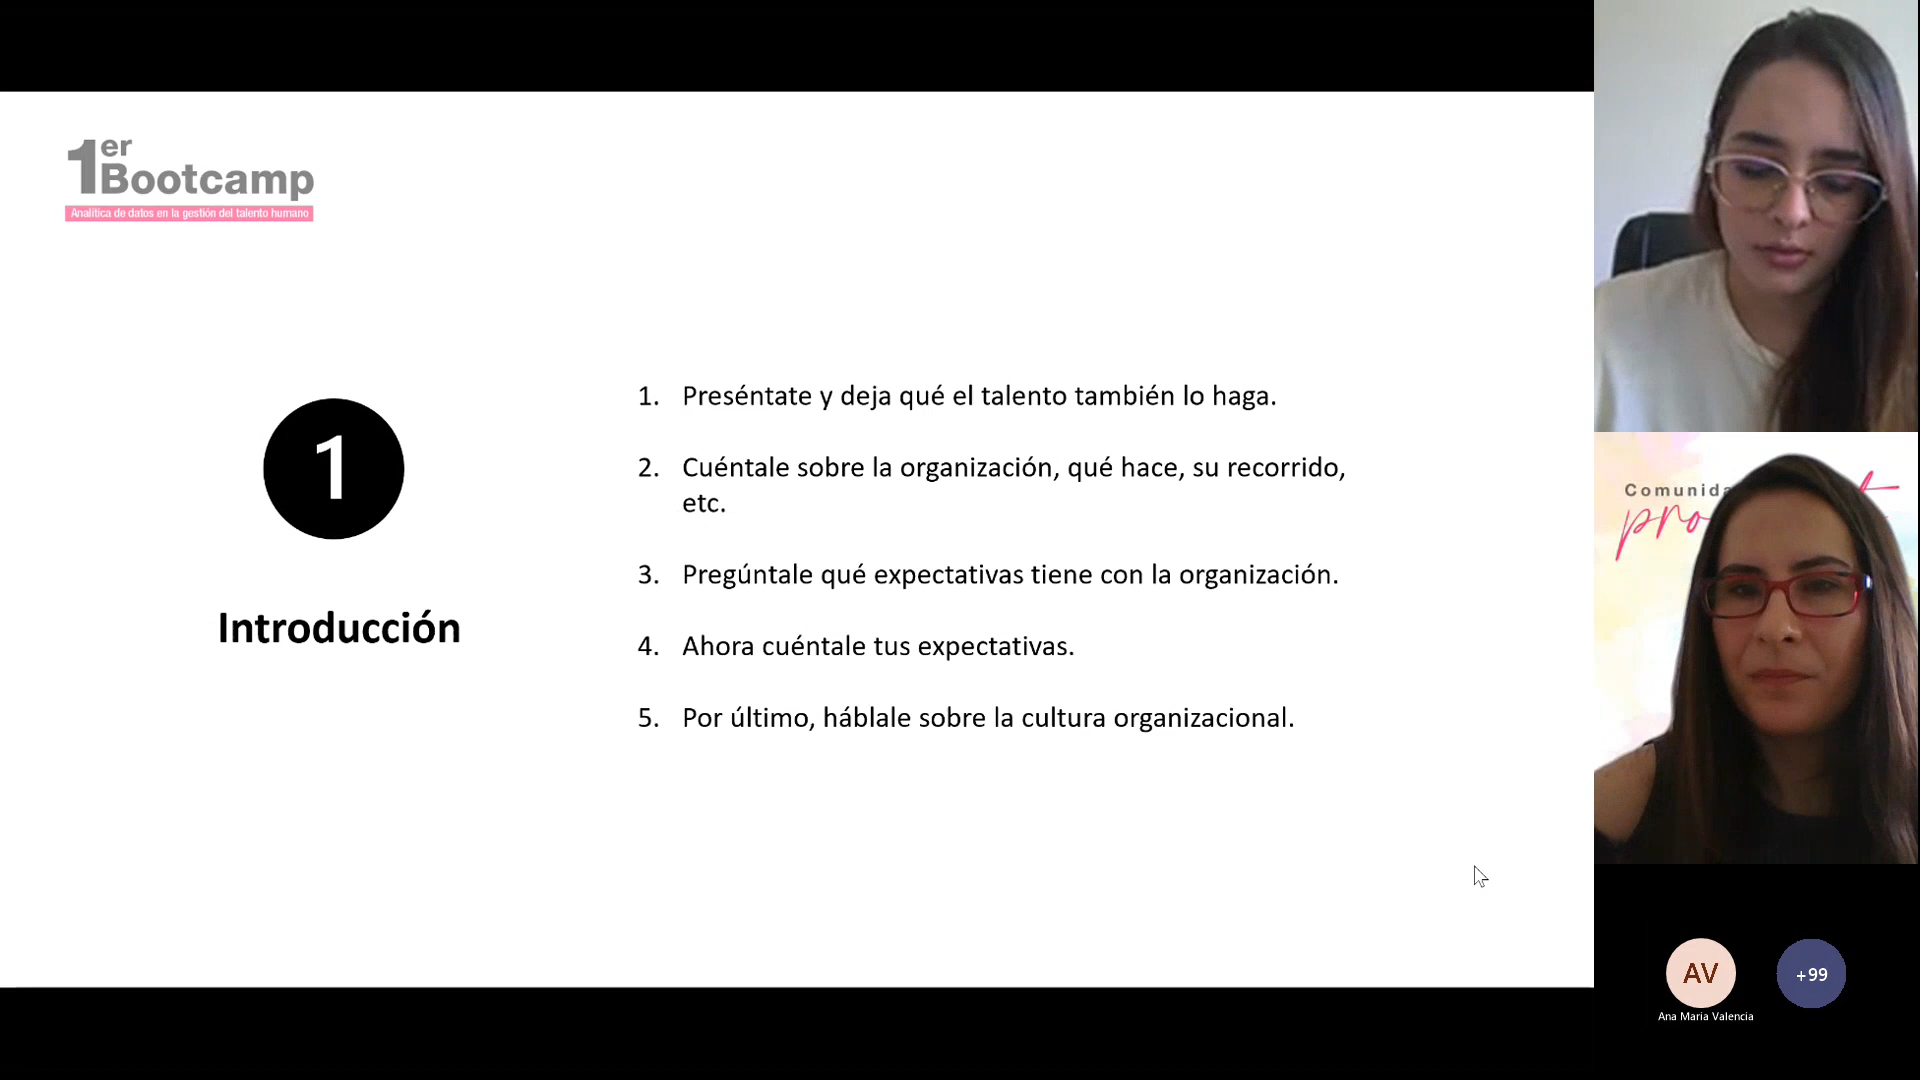 1er
Bootcamp
Analítica de datos en la gestión del talento humano
1
Introducción
1. Preséntate y deja qué el talento también lo haga.
2. Cuéntale sobre la organización, qué hace, su recorrido,
etc.
3. Pregúntale qué expectativas tiene con la organización.
4. Ahora cuéntale tus expectativas.
5. Por último, háblale sobre la cultura organizacional.
AV
+99
Ana Maria Valencia